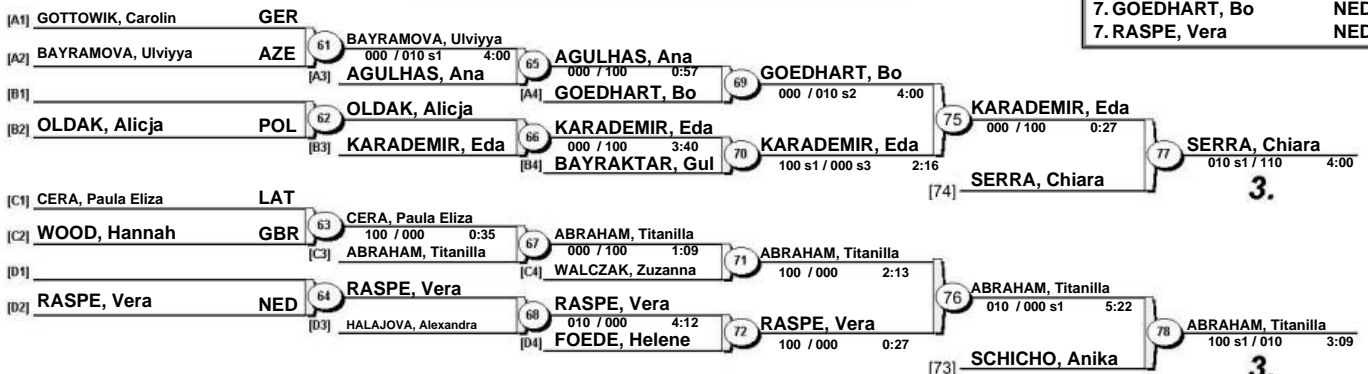 7. GOEDHART, Bo NED
7. RASPE, Vera NED
[A1] GOTTOWIK, Carolin GER
[A2] BAYRAMOVA, Ulviyya AZE
61 BAYRAMOVA, Ulviyya
000 / 010 s1 4:00
[A3] AGULHAS, Ana
65 AGULHAS, Ana
000 / 100 0:57
[A4] GOEDHART, Bo
69 GOEDHART, Bo
000 / 010 s2 4:00
[B1]
[B2] OLDAK, Alicja POL
62 OLDAK, Alicja
[B3] KARADEMIR, Eda
66 KARADEMIR, Eda
000 / 100 3:40
[B4] BAYRAKTAR, Gul
70 KARADEMIR, Eda
100 s1 / 000 s3 2:16
75 KARADEMIR, Eda
000 / 100 0:27
[74] SERRA, Chiara
77 SERRA, Chiara
010 s1 / 110 4:00
3.
[C1] CERA, Paula Eliza LAT
[C2] WOOD, Hannah GBR
63 CERA, Paula Eliza
100 / 000 0:35
[C3] ABRAHAM, Titanilla
67 ABRAHAM, Titanilla
000 / 100 1:09
[C4] WALCZAK, Zuzanna
71 ABRAHAM, Titanilla
100 / 000 2:13
[D1]
[D2] RASPE, Vera NED
64 RASPE, Vera
[D3] HALAJOVA, Alexandra
68 RASPE, Vera
010 / 000 4:12
[D4] FOEDE, Helene
72 RASPE, Vera
100 / 000 0:27
76 ABRAHAM, Titanilla
010 / 000 s1 5:22
[73] SCHICHO, Anika
78 ABRAHAM, Titanilla
100 s1 / 010 3:09
3.